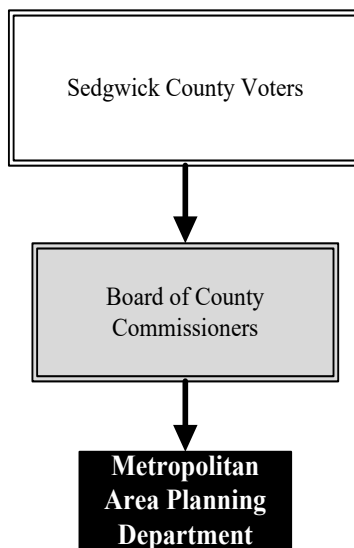 Sedgwick County Voters
Board of County
Commissioners
Metropolitan
Area Planning
Department